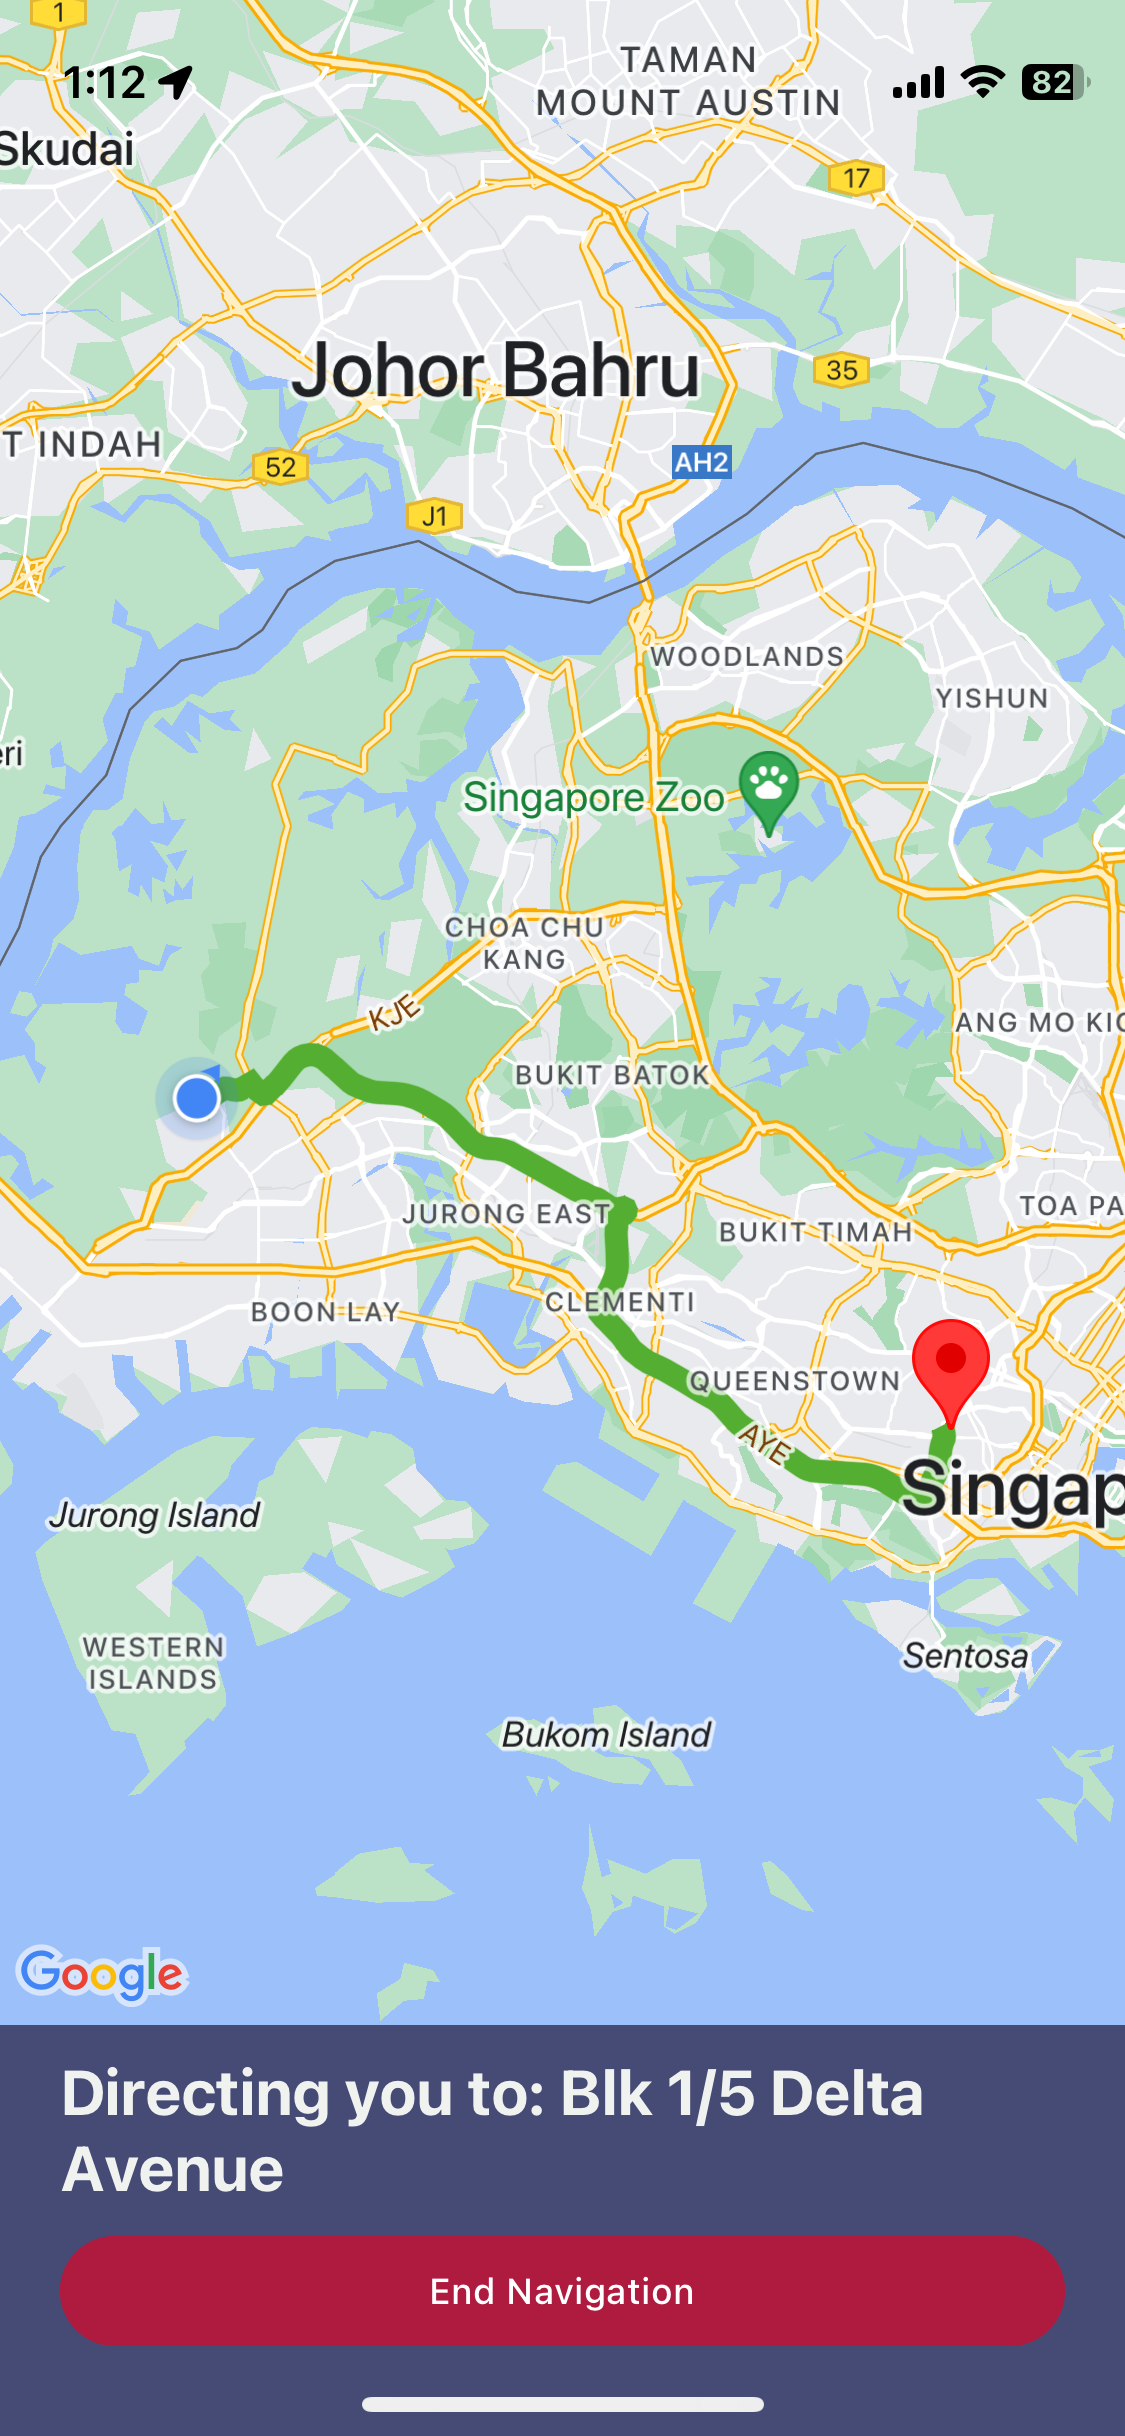 1
1:12
82
TAMAN
MOUNT AUSTIN
Skudai
17
Johor Bahru
35
T INDAH
52
AH2
J1
WOODLANDS
YISHUN
eri
Singapore Zoo
CHOA CHU
KANG
KJE
ANG MO KIO
BUKIT BATOK
JURONG EAST
TOA PA
BUKIT TIMAH
BOON LAY
CLEMENTI
QUEENSTOWN
AYE
Singap
Jurong Island
WESTERN
ISLANDS
Sentosa
Bukom Island
Google
Directing you to: Blk 1/5 Delta
Avenue
End Navigation